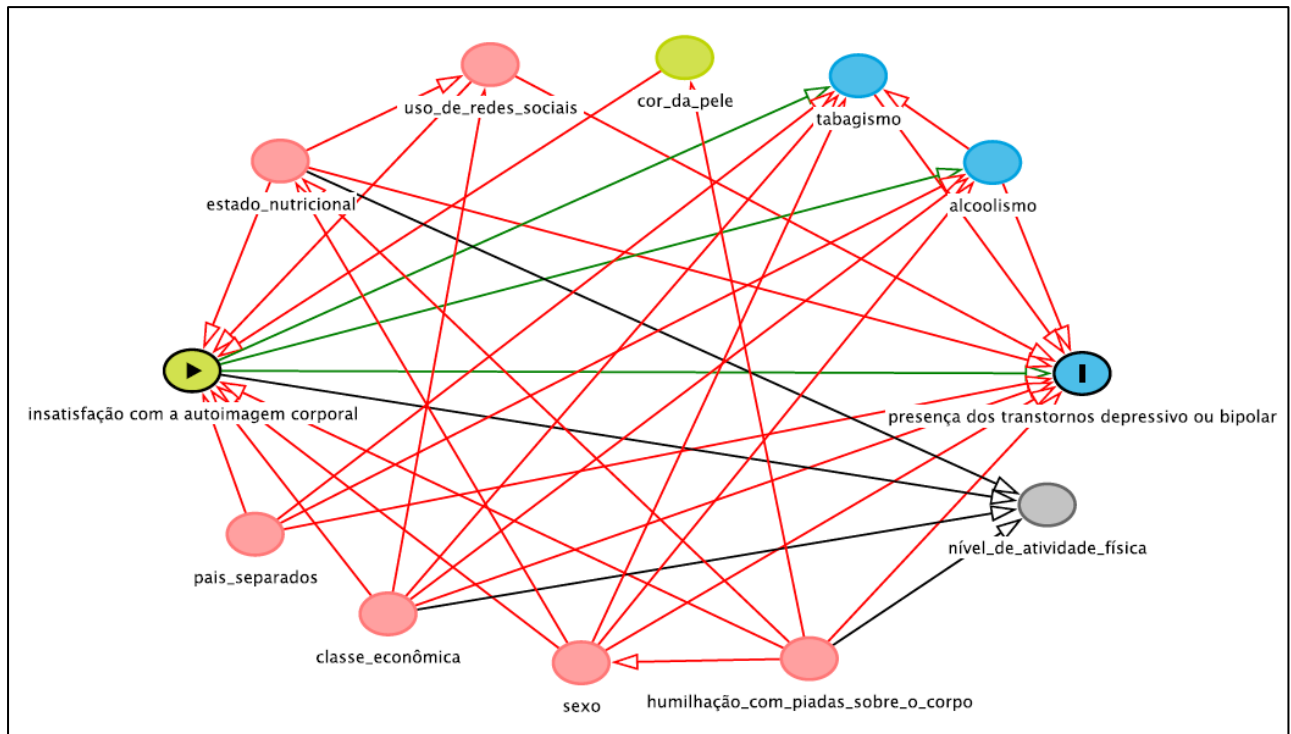 uso_de_redes_sociais
cor_da_pele
tabagismo
estado_nutricional
alcoolismo
insatisfação com a autoimagem corporal
presença dos transtornos depressivo ou bipolar
nível_de_atividade_física
pais_separados
classe_econômica
sexo
humilhação_com_piadas_sobre_o_corpo